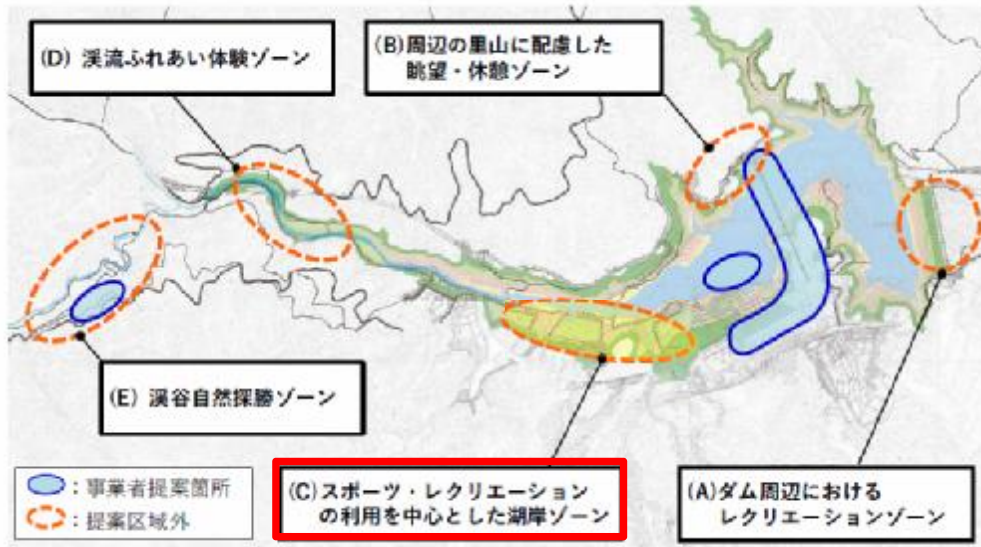 (D) 渓流ふれあい体験ゾーン
(B)周辺の里山に配慮した
眺望・休憩ゾーン
(E) 渓谷自然探勝ゾーン
(C)スポーツ・レクリエーション
の利用を中心とした湖岸ゾーン
(A)ダム周辺における
レクリエーションゾーン
：事業者提案箇所
：提案区域外